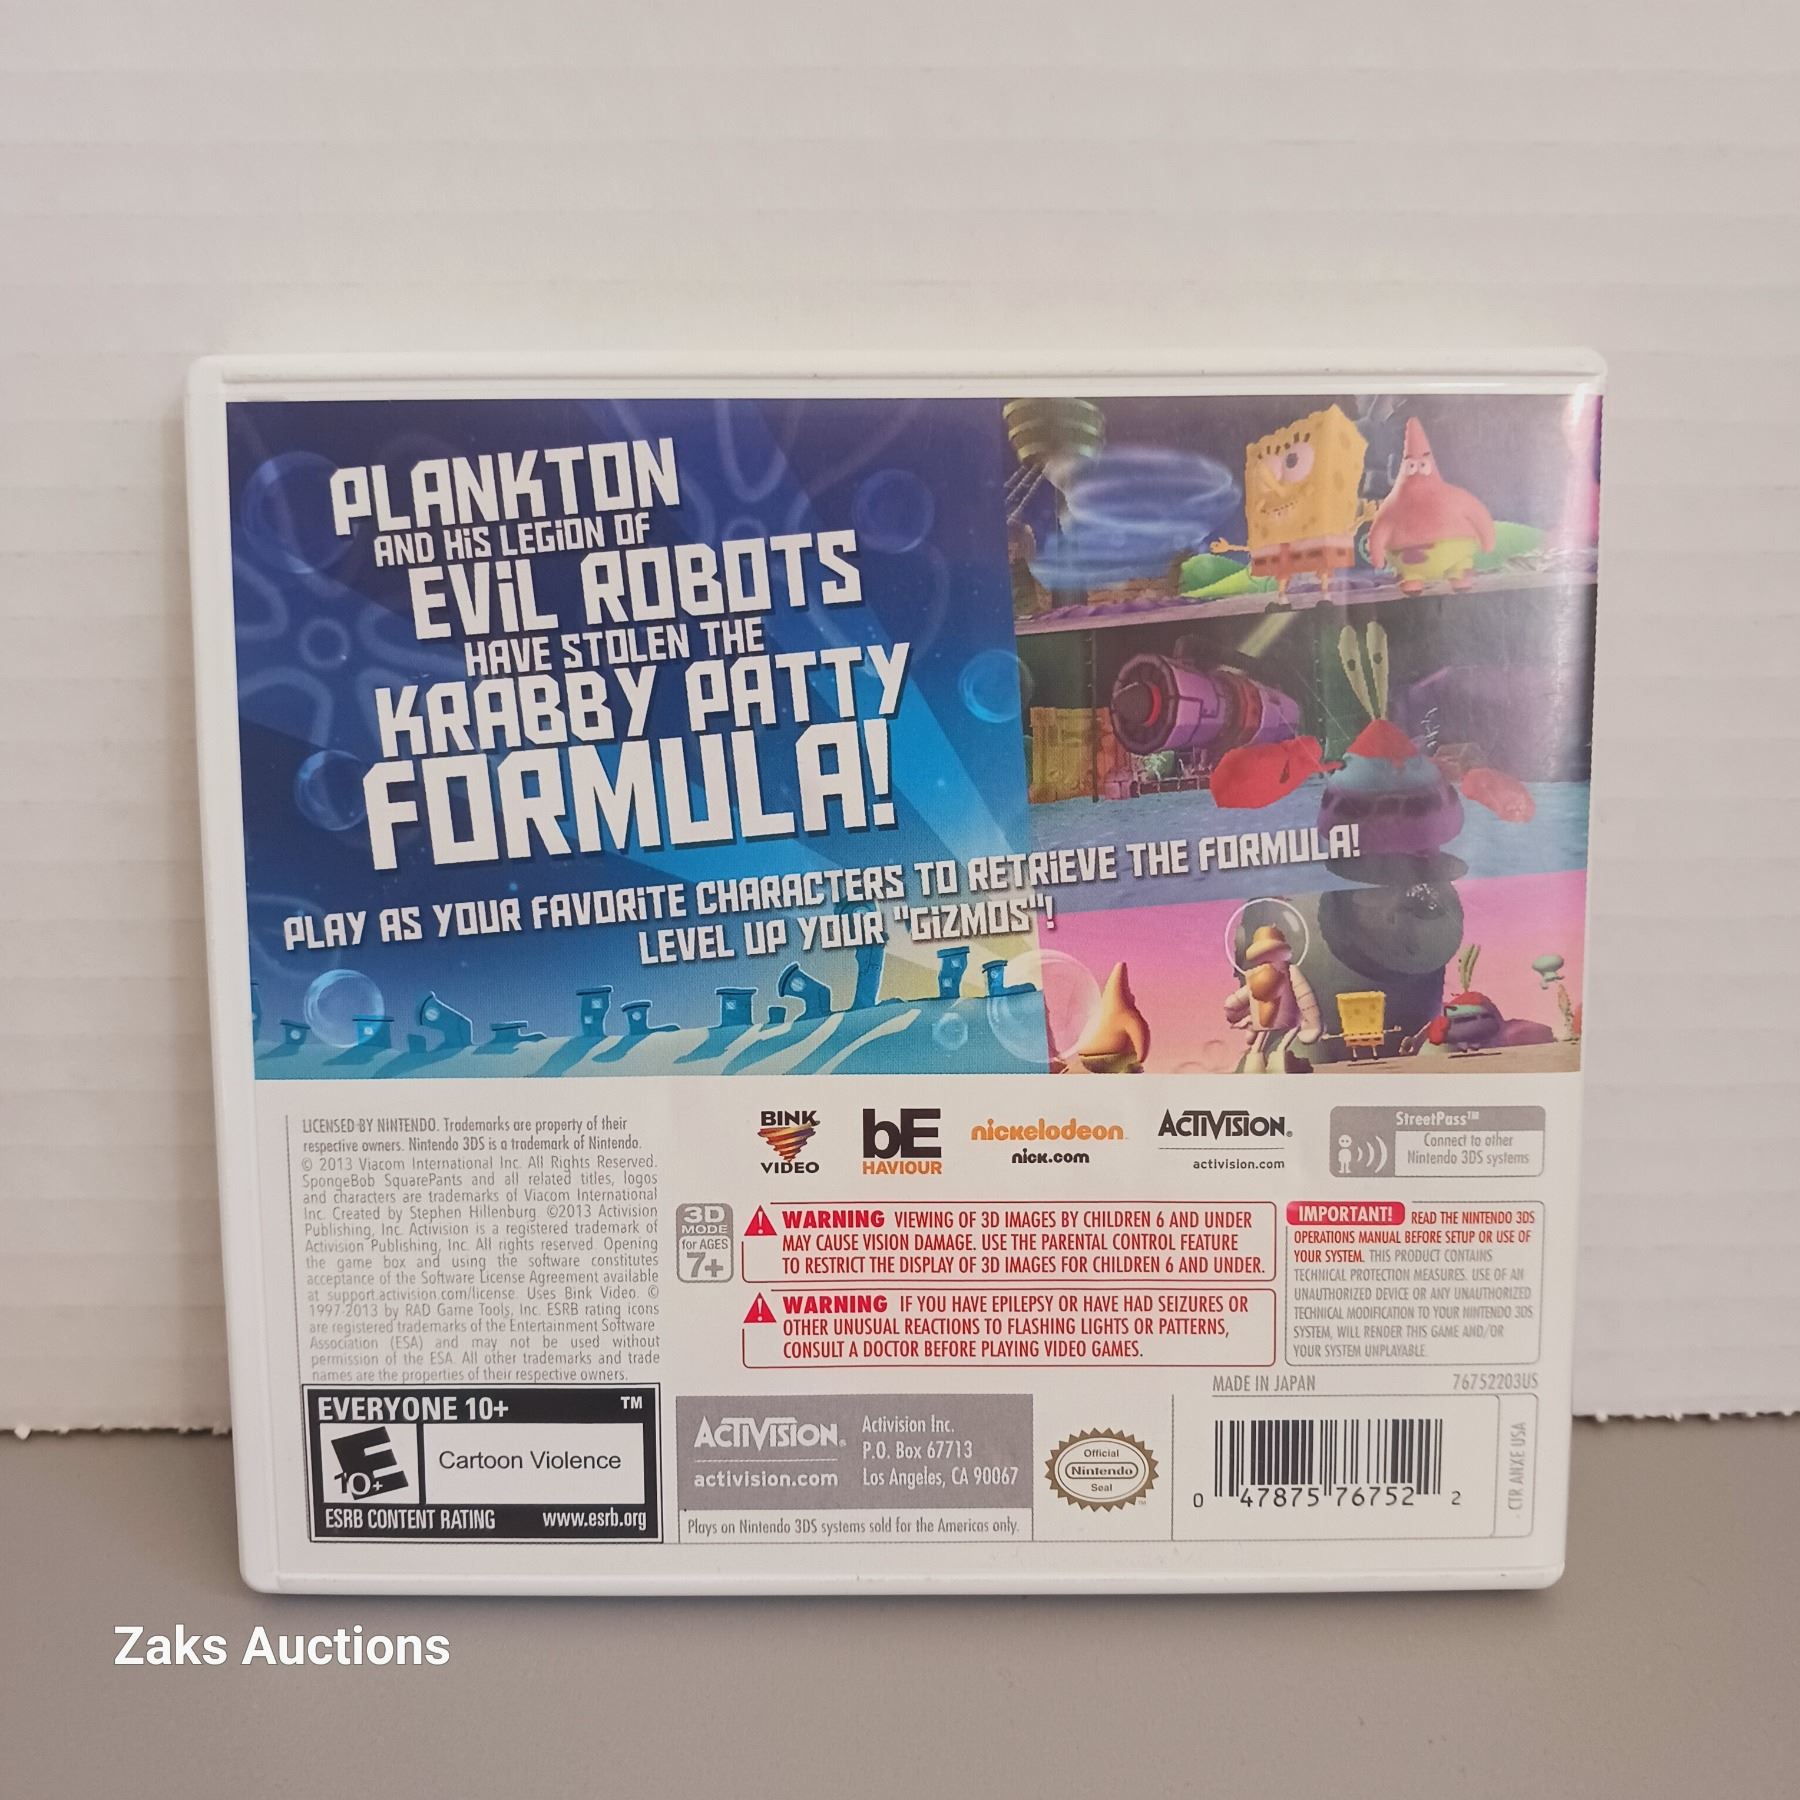 PLANKTON
AND HiS LEGiON OF
EViL ROBOTS
HAVE STOLEN THE
KRABBY PATTY
FORMULA!
PLAY AS YOUR FAVORiTE CHARACTERS TO RETRiEVE THE FORMULA!
LEVEL UP YOUR "GiZMOS"!
LICENSED BY NINTENDO. Trademarks are property of their
respective owners. Nintendo 3DS is a trademark of Nintendo.
© 2013 Viacom International Inc. All Rights Reserved.
SpongeBob SquarePants and all related titles, logos
and characters are trademarks of Viacom International
Inc. Created by Stephen Hillenburg. ©2013 Activision
Publishing, Inc. Activision is a registered trademark of
Activision Publishing, Inc. All rights reserved. Opening
the game box and using the software constitutes
acceptance of the Software License Agreement available
at support.activision.com/license. Uses Bink Video. ©
1997-2013 by RAD Game Tools, Inc. ESRB rating icons
are registered trademarks of the Entertainment Software
Association (ESA) and may not be used without
permission of the ESA. All other trademarks and trade
names are the properties of their respective owners.
BINK
VIDEO
bE
HAVIOUR
nickelodeon™
nick.com
ACTIVISION®
activision.com
StreetPass™
Connect to other
Nintendo 3DS systems
3D
MODE
for AGES
7+
WARNING VIEWING OF 3D IMAGES BY CHILDREN 6 AND UNDER
MAY CAUSE VISION DAMAGE. USE THE PARENTAL CONTROL FEATURE
TO RESTRICT THE DISPLAY OF 3D IMAGES FOR CHILDREN 6 AND UNDER.
WARNING IF YOU HAVE EPILEPSY OR HAVE HAD SEIZURES OR
OTHER UNUSUAL REACTIONS TO FLASHING LIGHTS OR PATTERNS,
CONSULT A DOCTOR BEFORE PLAYING VIDEO GAMES.
IMPORTANT! READ THE NINTENDO 3DS
OPERATIONS MANUAL BEFORE SETUP OR USE OF
YOUR SYSTEM. THIS PRODUCT CONTAINS
TECHNICAL PROTECTION MEASURES. USE OF AN
UNAUTHORIZED DEVICE OR ANY UNAUTHORIZED
TECHNICAL MODIFICATION TO YOUR NINTENDO 3DS
SYSTEM, WILL RENDER THIS GAME AND/OR
YOUR SYSTEM UNPLAYABLE.
MADE IN JAPAN 76752203US
EVERYONE 10+ ™
E
10+
Cartoon Violence
ESRB CONTENT RATING www.esrb.org
ACTIVISION®
activision.com
Activision Inc.
P.O. Box 67713
Los Angeles, CA 90067
Plays on Nintendo 3DS systems sold for the Americas only.
Official
Nintendo
Seal
™
0 47875 76752 2
- CTR ANXE USA
Zaks Auctions